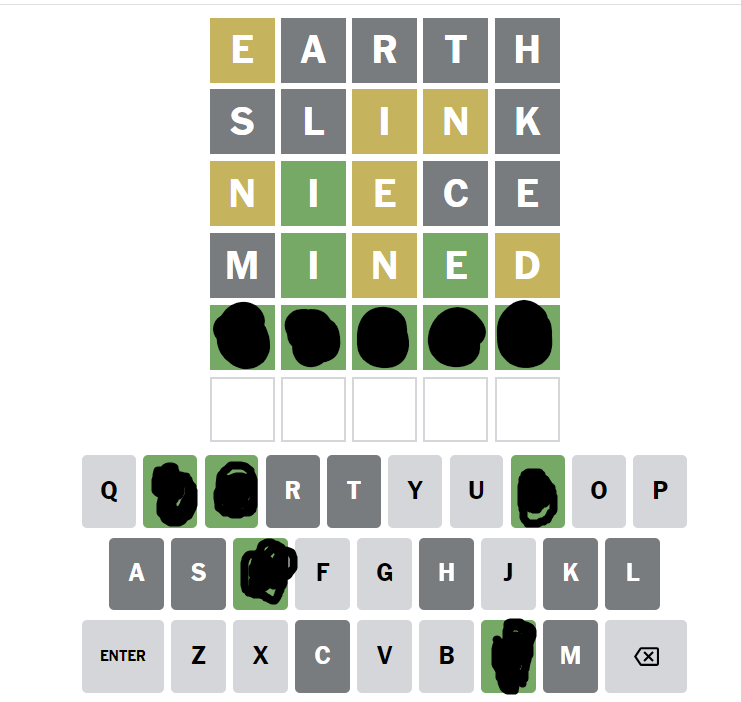 EARTH
SLINK
NIECE
MINED
Q R T Y U O P
A S F G H J K L
ENTER Z X C V B M